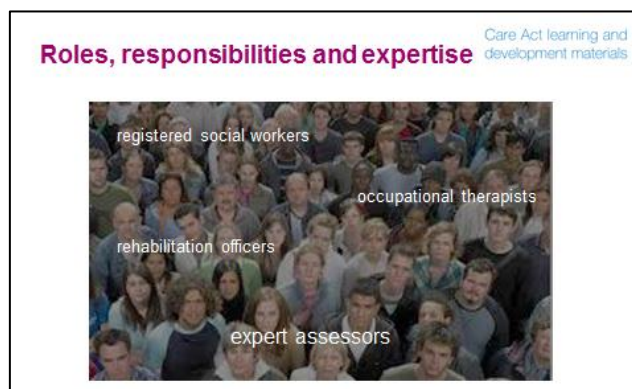 Roles, responsibilities and expertise
Care Act learning and
development materials
registered social workers
occupational therapists
rehabilitation officers
expert assessors